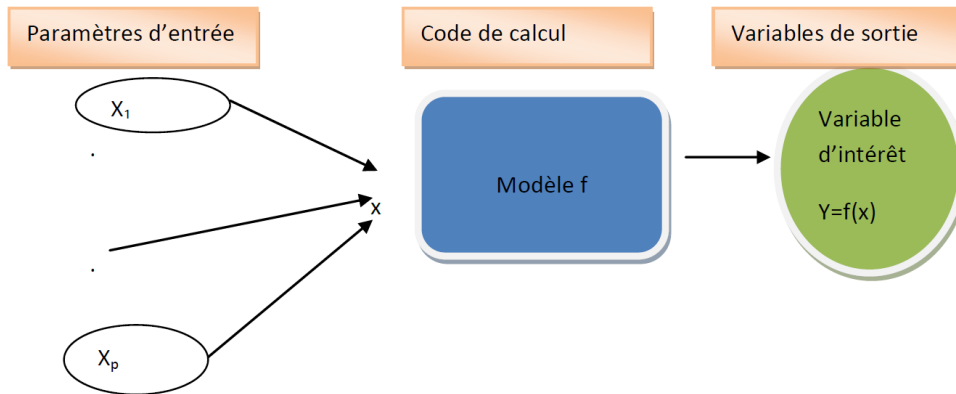 Paramètres d'entrée
Code de calcul
Variables de sortie
X1
.
x
.
Xp
Modèle f
Variable
d'intérêt
Y=f(x)